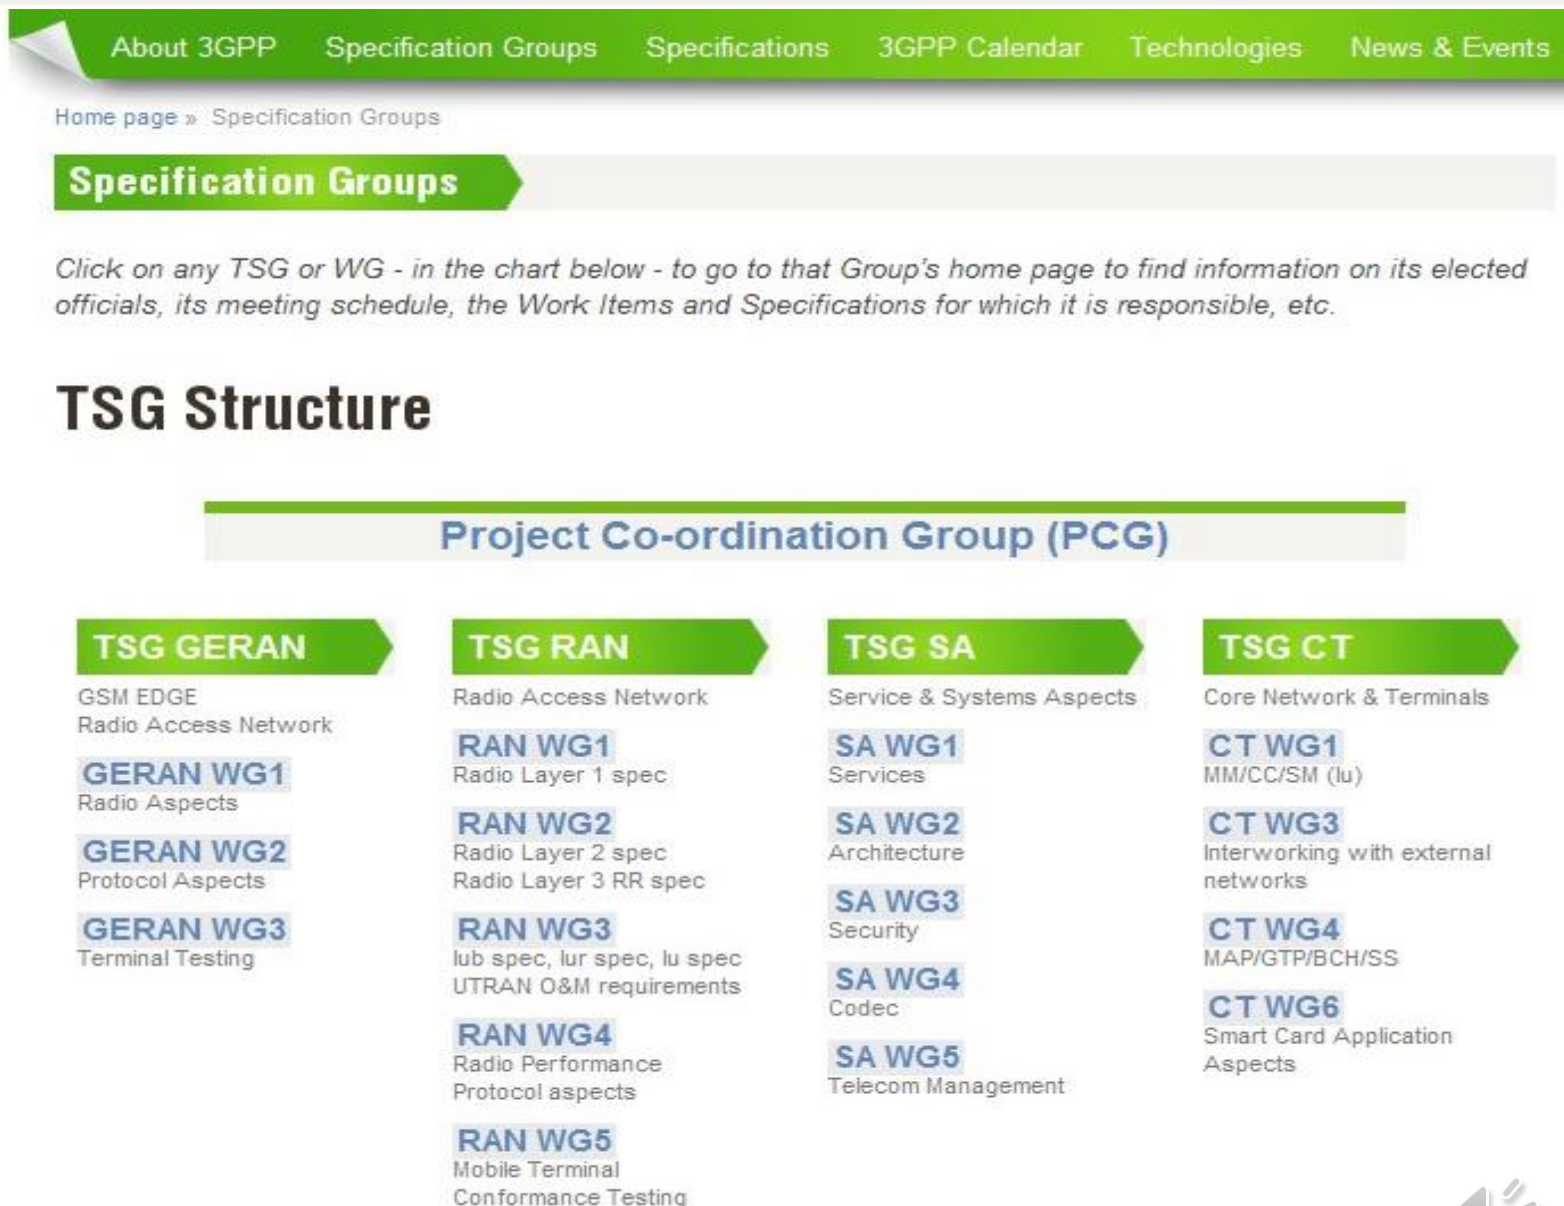 About 3GPP Specification Groups Specifications 3GPP Calendar Technologies News & Events
Home page » Specification Groups
Specification Groups
Click on any TSG or WG - in the chart below - to go to that Group's home page to find information on its elected
officials, its meeting schedule, the Work Items and Specifications for which it is responsible, etc.
TSG Structure
Project Co-ordination Group (PCG)
TSG GERAN
GSM EDGE
Radio Access Network
GERAN WG1
Radio Aspects
GERAN WG2
Protocol Aspects
GERAN WG3
Terminal Testing
TSG RAN
Radio Access Network
RAN WG1
Radio Layer 1 spec
RAN WG2
Radio Layer 2 spec
Radio Layer 3 RR spec
RAN WG3
Iub spec, Iur spec, Iu spec
UTRAN O&M requirements
RAN WG4
Radio Performance
Protocol aspects
RAN WG5
Mobile Terminal
Conformance Testing
TSG SA
Service & Systems Aspects
SA WG1
Services
SA WG2
Architecture
SA WG3
Security
SA WG4
Codec
SA WG5
Telecom Management
TSG CT
Core Network & Terminals
CT WG1
MM/CC/SM (Iu)
CT WG3
Interworking with external
networks
CT WG4
MAP/GTP/BCH/SS
CT WG6
Smart Card Application
Aspects